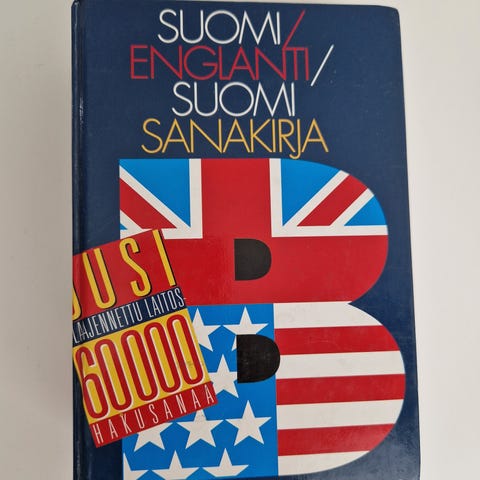 SUOMI/
ENGLANTI/
SUOMI
SANAKIRJA
B
UUSI
LAAJENNETTU LAITOS-
60000
HAKUSANAA